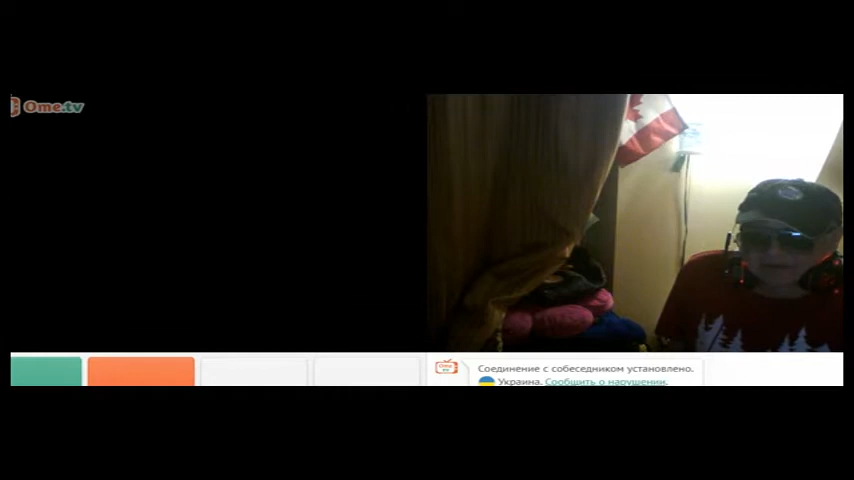 Ome.tv
Соединение с собеседником установлено.
Украина. Сообщить о нарушении.